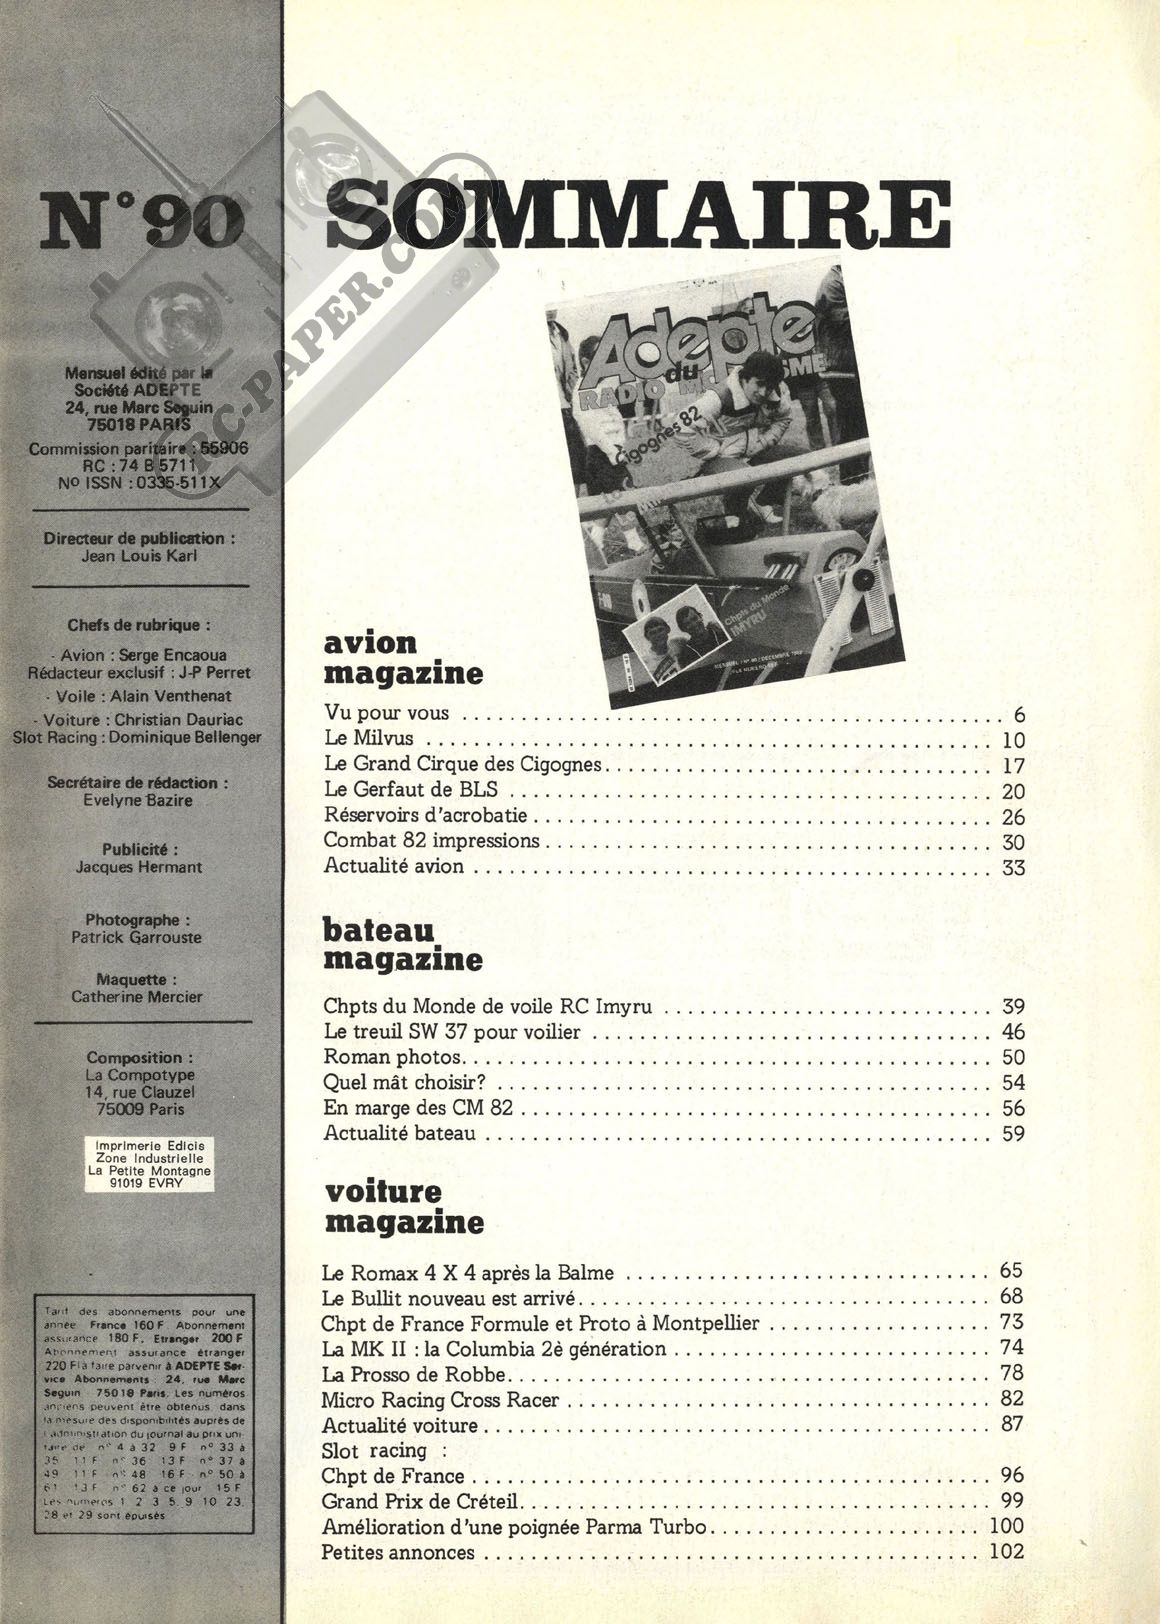 N°90
SOMMAIRE
RC-PAPER.COM
Mensuel édité par la
Société ADEPTE
24, rue Marc Seguin
75018 PARIS
Commission paritaire : 55906
RC : 74 B 5711
No ISSN : 0335-511X
Directeur de publication :
Jean Louis Karl
Chefs de rubrique :
- Avion : Serge Encaoua
Rédacteur exclusif : J-P Perret
- Voile : Alain Venthenat
- Voiture : Christian Dauriac
Slot Racing : Dominique Bellenger
Secrétaire de rédaction :
Evelyne Bazire
Publicité :
Jacques Hermant
Photographe :
Patrick Garrouste
Maquette :
Catherine Mercier
Composition :
La Compotype
14, rue Clauzel
75009 Paris
Imprimerie Edicis
Zone Industrielle
La Petite Montagne
91019 EVRY
Tarif des abonnements pour une
année France 160 F. Abonnement
assurance 180 F, Etranger 200 F
Abonnement assurance étranger
220 F à faire parvenir à ADEPTE Ser-
vice Abonnements 24, rue Marc
Seguin 75018 Paris. Les numéros
anciens peuvent être obtenus dans
la mesure des disponibilités auprès de
l'administration du journal au prix uni-
taire de n° 4 à 32 9 F n° 33 à
35 11 F n° 36 13 F n° 37 à
49 11 F n° 48 16 F n° 50 à
61 13 F n° 62 à ce jour 15 F
Les numéros 1 2 3 5 9 10 23
28 et 29 sont épuisés
Adepte
du
RADIO
Cigognes 82
Chpts du Monde
IMYRU
avion
magazine
Vu pour vous 6
Le Milvus 10
Le Grand Cirque des Cigognes 17
Le Gerfaut de BLS 20
Réservoirs d'acrobatie 26
Combat 82 impressions 30
Actualité avion 33
bateau
magazine
Chpts du Monde de voile RC Imyru 39
Le treuil SW 37 pour voilier 46
Roman photos 50
Quel mât choisir? 54
En marge des CM 82 56
Actualité bateau 59
voiture
magazine
Le Romax 4 X 4 après la Balme 65
Le Bullit nouveau est arrivé 68
Chpt de France Formule et Proto à Montpellier 73
La MK II : la Columbia 2è génération 74
La Prosso de Robbe 78
Micro Racing Cross Racer 82
Actualité voiture 87
Slot racing :
Chpt de France 96
Grand Prix de Créteil 99
Amélioration d'une poignée Parma Turbo 100
Petites annonces 102